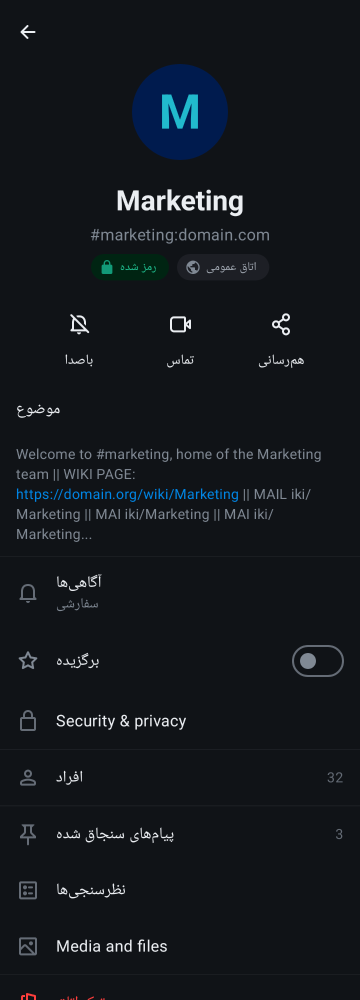 M
Marketing
#marketing:domain.com
رمز شده
اتاق عمومی
باصدا
تماس
هم‌رسانی
موضوع
Welcome to #marketing, home of the Marketing
team || WIKI PAGE:
https://domain.org/wiki/Marketing || MAIL iki/
Marketing || MAI iki/Marketing || MAI iki/
Marketing...
آگاهی‌ها
سفارشی
برگزیده
Security & privacy
افراد
32
پیام‌های سنجاق شده
3
نظرسنجی‌ها
Media and files